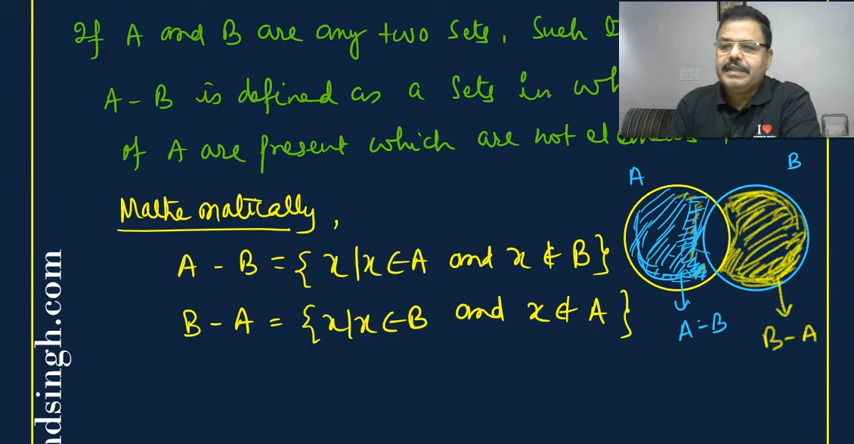 If A and B are any two sets, Such
A - B is defined as a sets in
of A are present which are not
Mathematically,
A - B = { x | x ∈ A and x ∉ B }
B - A = { x | x ∈ B and x ∉ A }
A
B
A - B
B - A
I ❤
ndsingh.com